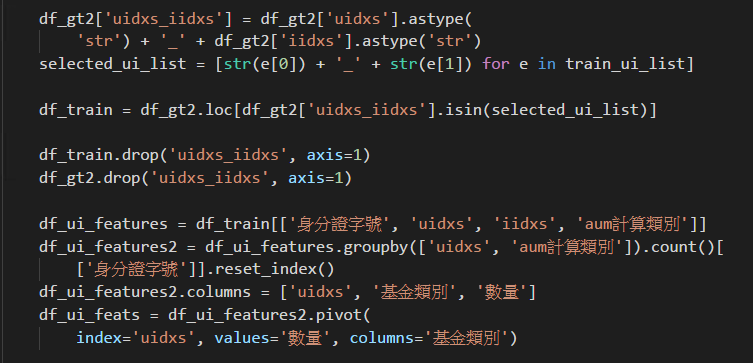 df_gt2['uidxs_iidxs'] = df_gt2['uidxs'].astype(
    'str') + '_' + df_gt2['iidxs'].astype('str')
selected_ui_list = [str(e[0]) + '_' + str(e[1]) for e in train_ui_list]

df_train = df_gt2.loc[df_gt2['uidxs_iidxs'].isin(selected_ui_list)]

df_train.drop('uidxs_iidxs', axis=1)
df_gt2.drop('uidxs_iidxs', axis=1)

df_ui_features = df_train[['身分證字號', 'uidxs', 'iidxs', 'aum計算類別']]
df_ui_features2 = df_ui_features.groupby(['uidxs', 'aum計算類別']).count()[
    ['身分證字號']].reset_index()
df_ui_features2.columns = ['uidxs', '基金類別', '數量']
df_ui_feats = df_ui_features2.pivot(
    index='uidxs', values='數量', columns='基金類別')